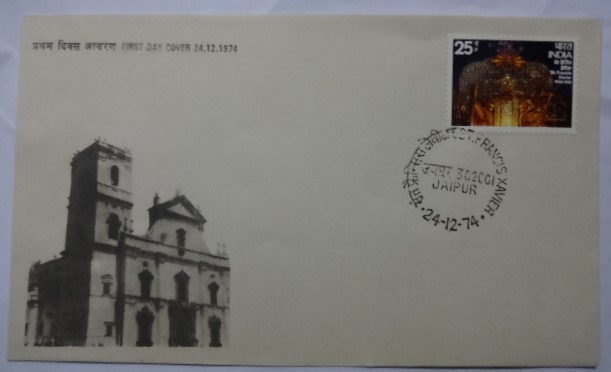 प्रथम दिवस आवरण FIRST DAY COVER 24.12.1974
25
भारत
INDIA
St. Francis
Xavier
ST. FRANCIS XAVIER
जयपुर 302001
JAIPUR
24-12-74